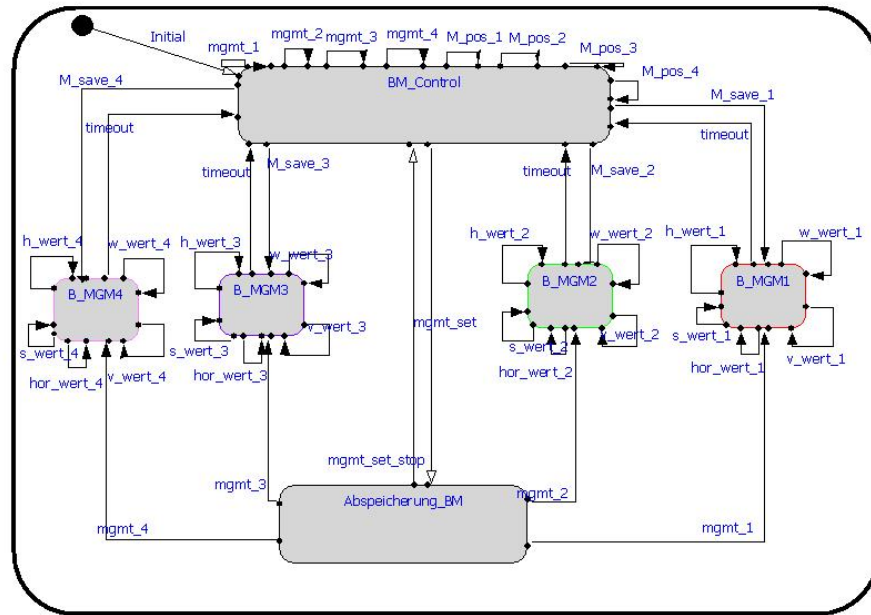 Initial
mgmt_1
mgmt_2
mgmt_3
mgmt_4
M_pos_1
M_pos_2
M_pos_3
BM_Control
M_pos_4
M_save_4
M_save_1
timeout
timeout
timeout
M_save_3
timeout
M_save_2
h_wert_4
w_wert_4
h_wert_3
w_wert_3
h_wert_2
w_wert_2
h_wert_1
w_wert_1
B_MGM4
B_MGM3
B_MGM2
B_MGM1
mgmt_set
s_wert_4
hor_wert_4
v_wert_4
s_wert_3
hor_wert_3
v_wert_3
s_wert_2
hor_wert_2
v_wert_2
s_wert_1
hor_wert_1
v_wert_1
mgmt_set_stop
mgmt_3
mgmt_2
Abspeicherung_BM
mgmt_4
mgmt_1